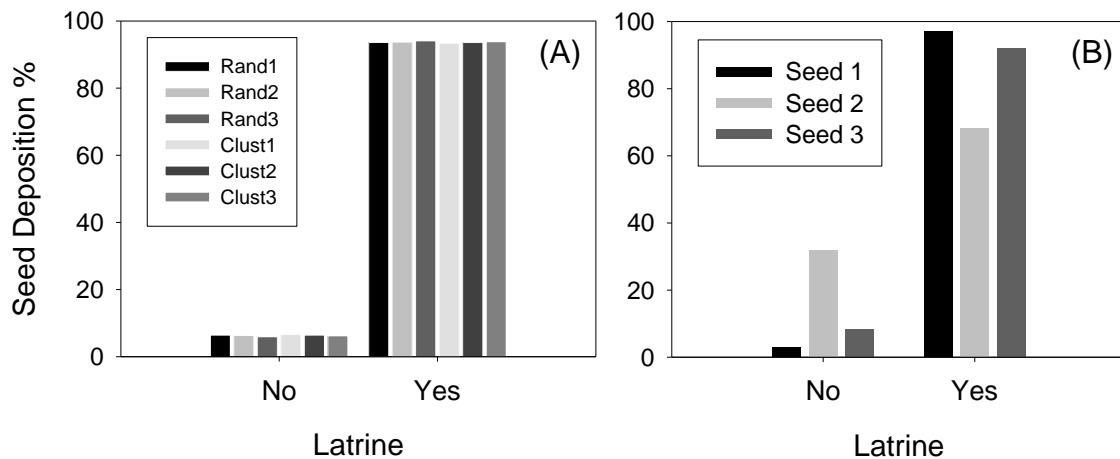 Seed Deposition %
100
80
60
40
20
0
Rand1
Rand2
Rand3
Clust1
Clust2
Clust3
(A)
No Yes
Latrine
100
80
60
40
20
0
Seed 1
Seed 2
Seed 3
(B)
No Yes
Latrine